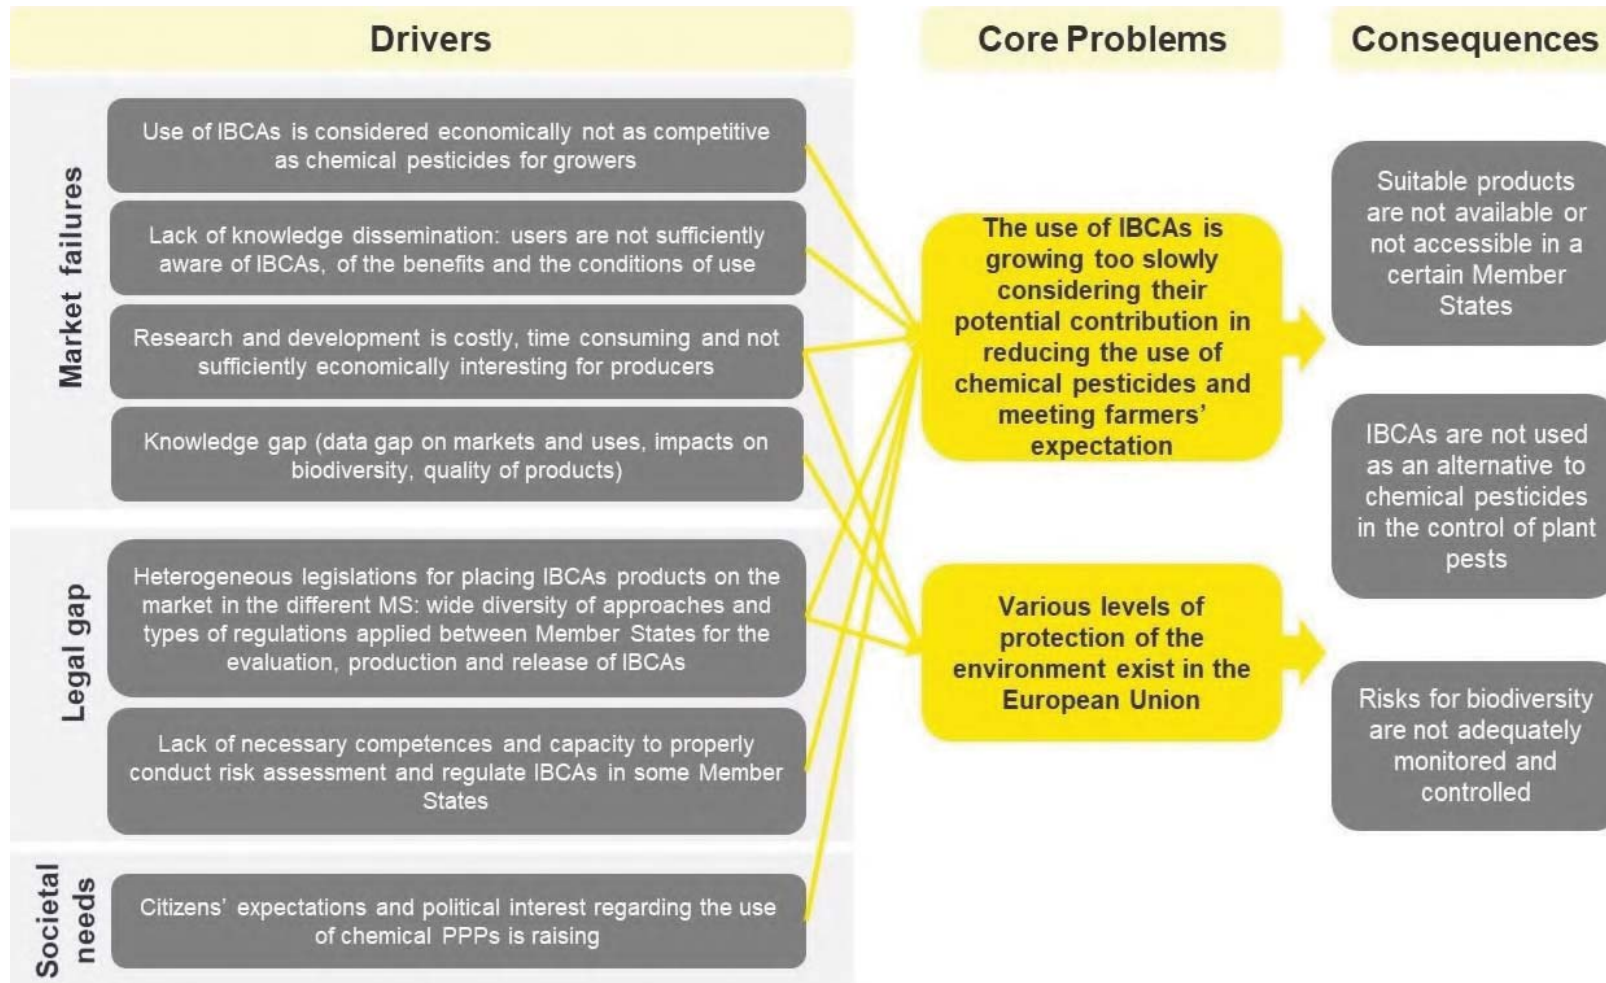 Drivers
Core Problems
Consequences
Market failures
Use of IBCAs is considered economically not as competitive
as chemical pesticides for growers
Lack of knowledge dissemination: users are not sufficiently
aware of IBCAs, of the benefits and the conditions of use
Research and development is costly, time consuming and not
sufficiently economically interesting for producers
Knowledge gap (data gap on markets and uses, impacts on
biodiversity, quality of products)
Legal gap
Heterogeneous legislations for placing IBCAs products on the
market in the different MS: wide diversity of approaches and
types of regulations applied between Member States for the
evaluation, production and release of IBCAs
Lack of necessary competences and capacity to properly
conduct risk assessment and regulate IBCAs in some Member
States
Societal
needs
Citizens’ expectations and political interest regarding the use
of chemical PPPs is raising
The use of IBCAs is
growing too slowly
considering their
potential contribution in
reducing the use of
chemical pesticides and
meeting farmers’
expectation
Various levels of
protection of the
environment exist in the
European Union
Suitable products
are not available or
not accessible in a
certain Member
States
IBCAs are not used
as an alternative to
chemical pesticides
in the control of plant
pests
Risks for biodiversity
are not adequately
monitored and
controlled